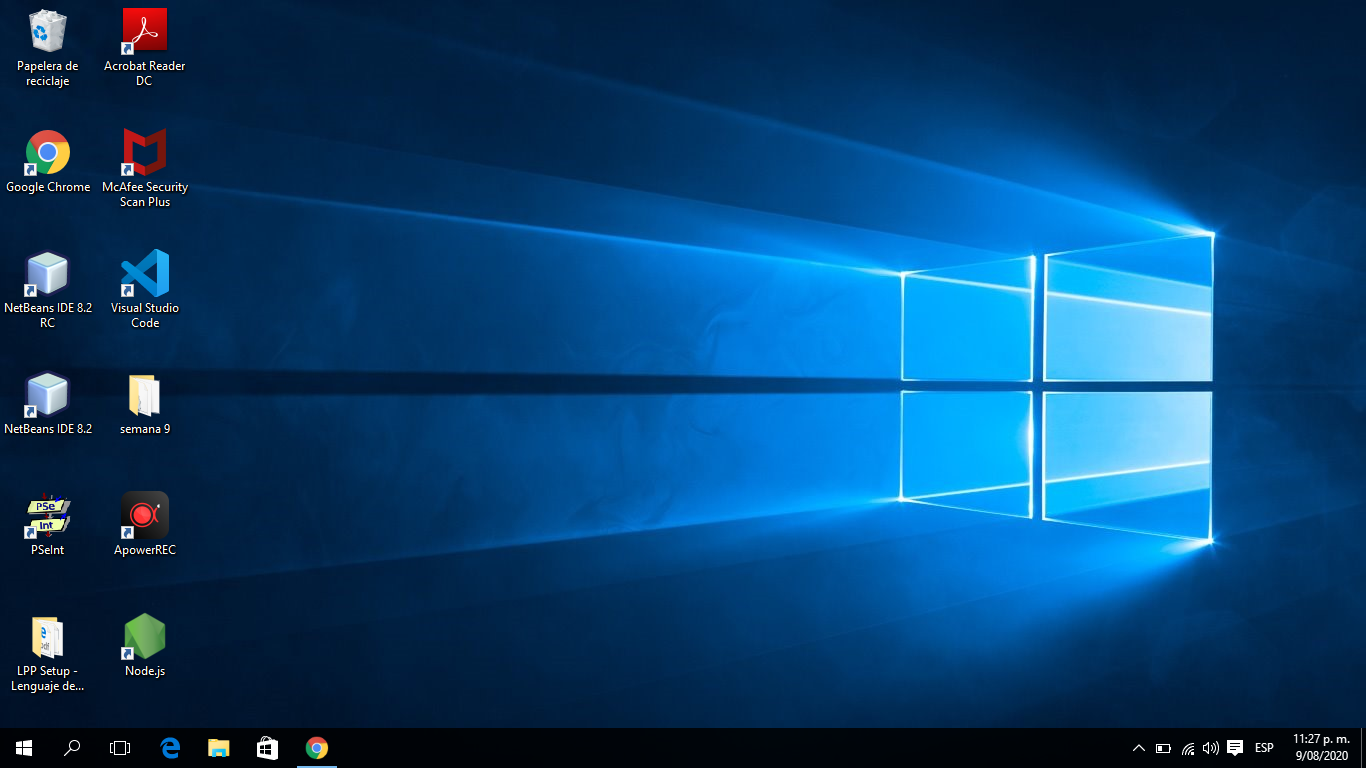 Papelera de
reciclaje
Acrobat Reader
DC
Google Chrome
McAfee Security
Scan Plus
NetBeans IDE 8.2
RC
Visual Studio
Code
NetBeans IDE 8.2
semana 9
PSe
Int
PSeInt
ApowerREC
LPP Setup -
Lenguaje de...
Node.js
ESP
11:27 p. m.
9/08/2020